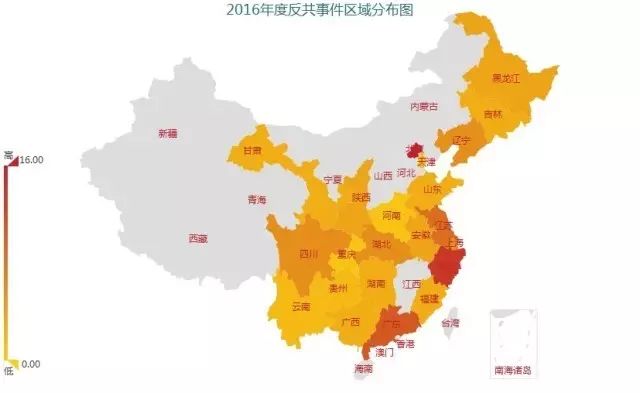 2016年度反共事件区域分布图
黑龙江
内蒙古
吉林
新疆
辽宁
高
16.00
甘肃
北
天津
河北
宁夏
山西
山东
青海
陕西
河南
江苏
西藏
安徽
上海
四川
重庆
湖北
贵州
湖南
江西
云南
福建
广西
广东
台湾
香港
澳门
0.00
低
海南
南海诸岛